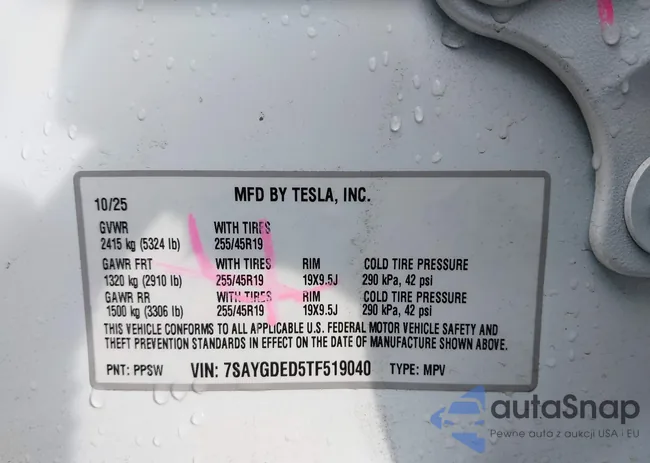 10/25
MFD BY TESLA, INC.
GVWR WITH TIRES
2415 kg (5324 lb) 255/45R19
GAWR FRT WITH TIRES RIM COLD TIRE PRESSURE
1320 kg (2910 lb) 255/45R19 19X9.5J 290 kPa, 42 psi
GAWR RR WITH TIRES RIM COLD TIRE PRESSURE
1500 kg (3306 lb) 255/45R19 19X9.5J 290 kPa, 42 psi
THIS VEHICLE CONFORMS TO ALL APPLICABLE U.S. FEDERAL MOTOR VEHICLE SAFETY AND
THEFT PREVENTION STANDARDS IN EFFECT ON THE DATE OF MANUFACTURE SHOWN ABOVE.
PNT: PPSW VIN: 7SAYGDED5TF519040 TYPE: MPV
autaSnap
Pewne auto z aukcji USA - EU